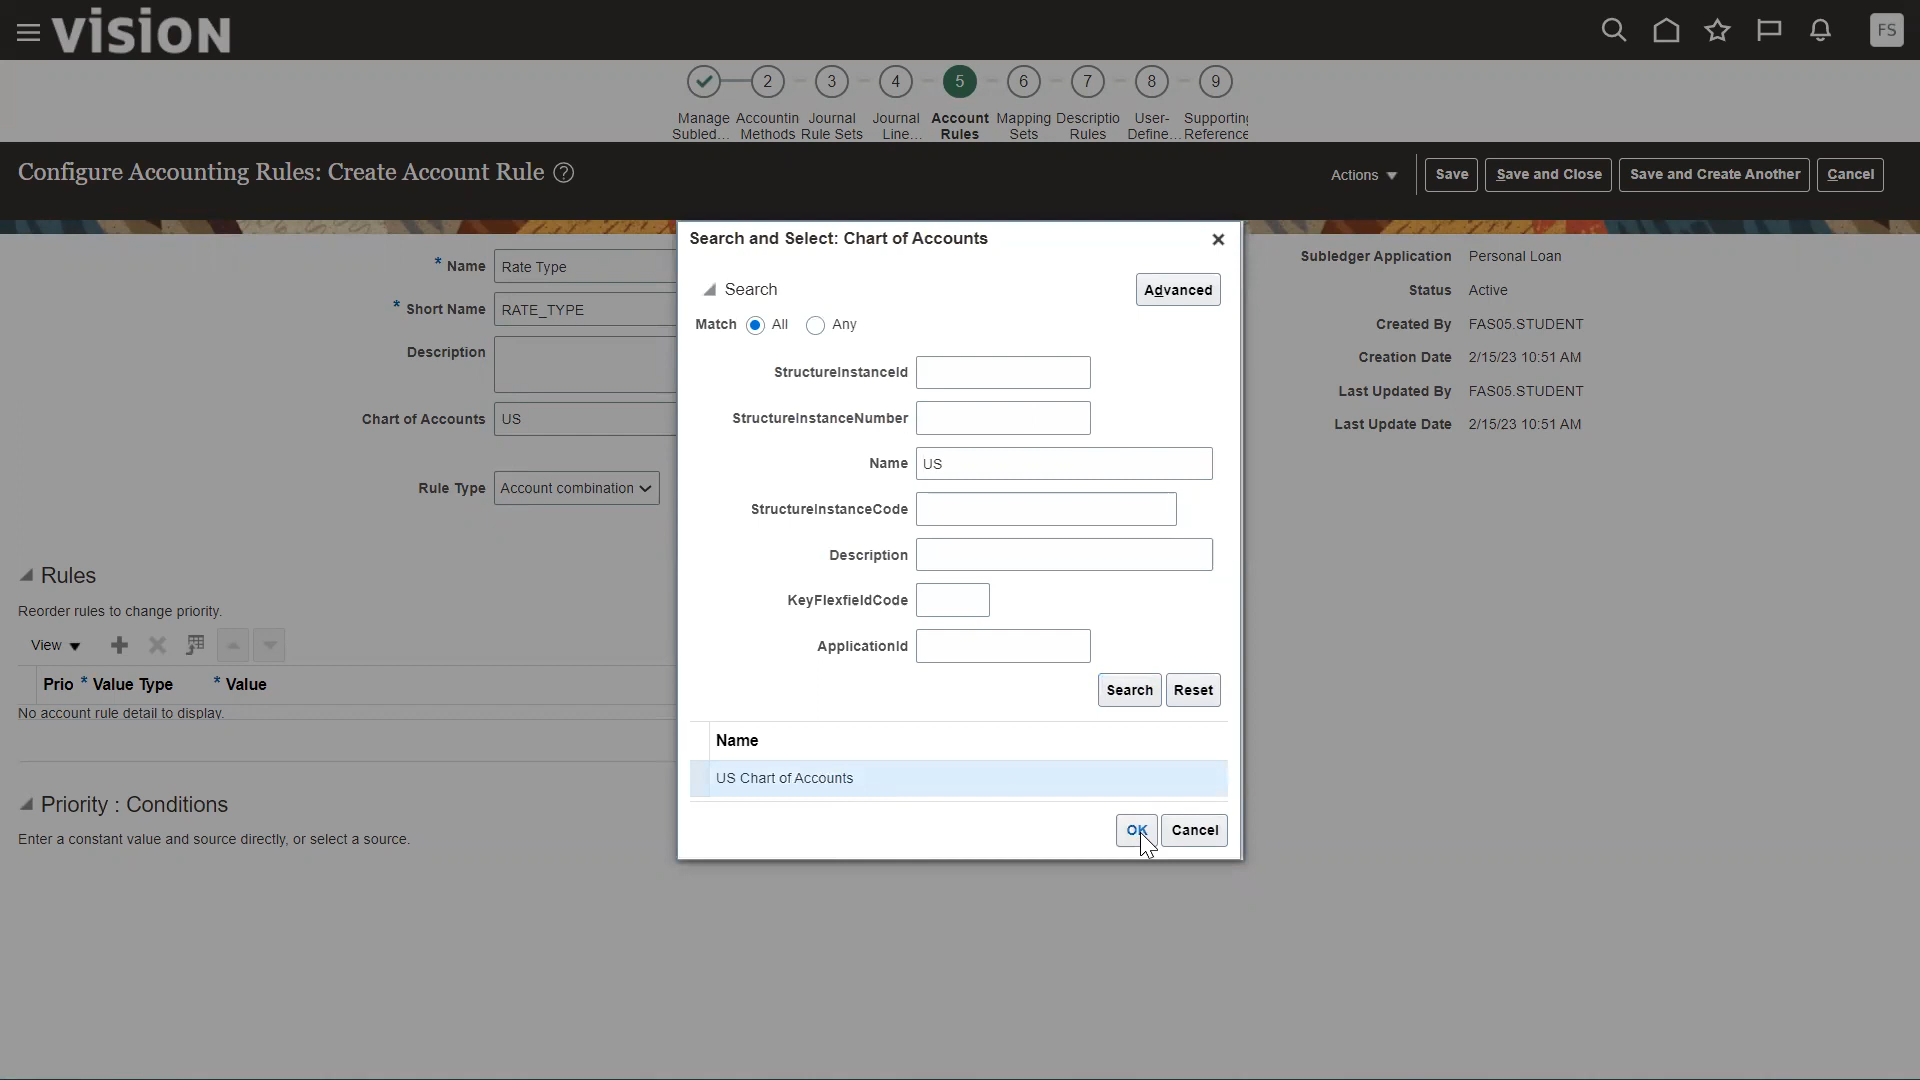 vision
FS
2 3 4 5 6 7 8 9
Manage Accountin Journal Journal Account Mapping Descriptio User- Supporting
Subled... Methods Rule Sets Line... Rules Sets Rules Define... Reference
Configure Accounting Rules: Create Account Rule ?
Actions
Save
Save and Close
Save and Create Another
Cancel
* Name Rate Type
* Short Name RATE_TYPE
Description
Chart of Accounts US
Rule Type Account combination
Rules
Reorder rules to change priority.
View
Prio * Value Type * Value
No account rule detail to display.
Priority : Conditions
Enter a constant value and source directly, or select a source.
Search and Select: Chart of Accounts
Search
Advanced
Match All Any
StructureInstanceId
StructureInstanceNumber
Name US
StructureInstanceCode
Description
KeyFlexfieldCode
ApplicationId
Search Reset
Name
US Chart of Accounts
OK Cancel
Subledger Application Personal Loan
Status Active
Created By FAS05.STUDENT
Creation Date 2/15/23 10:51 AM
Last Updated By FAS05.STUDENT
Last Update Date 2/15/23 10:51 AM